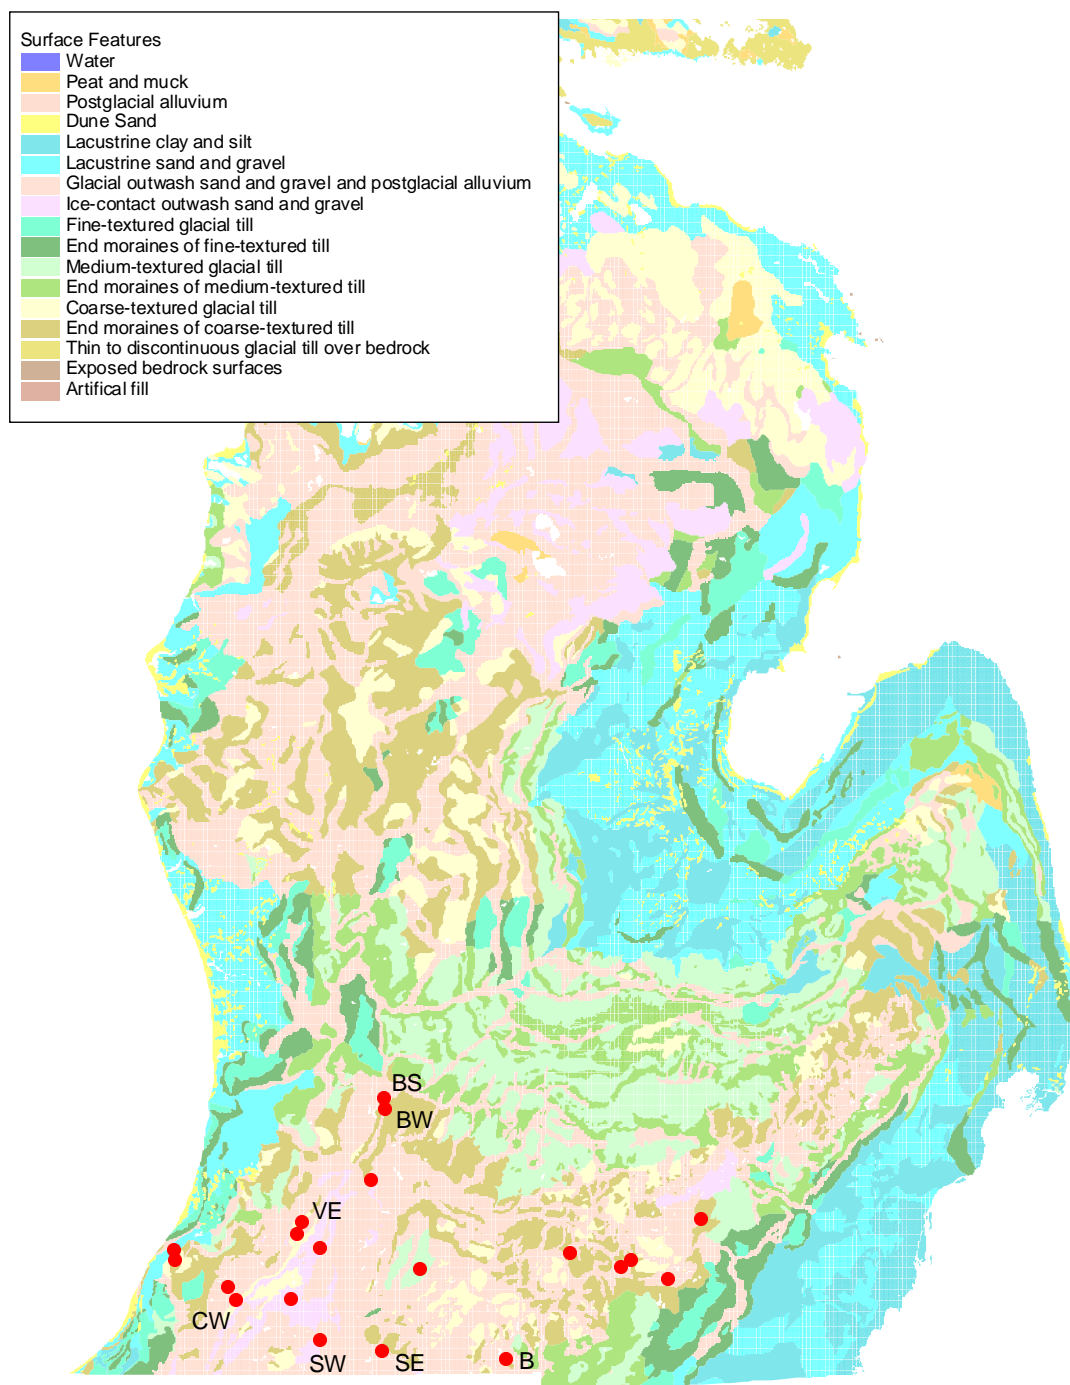 Surface Features
Water
Peat and muck
Postglacial alluvium
Dune Sand
Lacustrine clay and silt
Lacustrine sand and gravel
Glacial outwash sand and gravel and postglacial alluvium
Ice-contact outwash sand and gravel
Fine-textured glacial till
End moraines of fine-textured till
Medium-textured glacial till
End moraines of medium-textured till
Coarse-textured glacial till
End moraines of coarse-textured till
Thin to discontinuous glacial till over bedrock
Exposed bedrock surfaces
Artifical fill
BS
BW
VE
CW
SW
SE
B